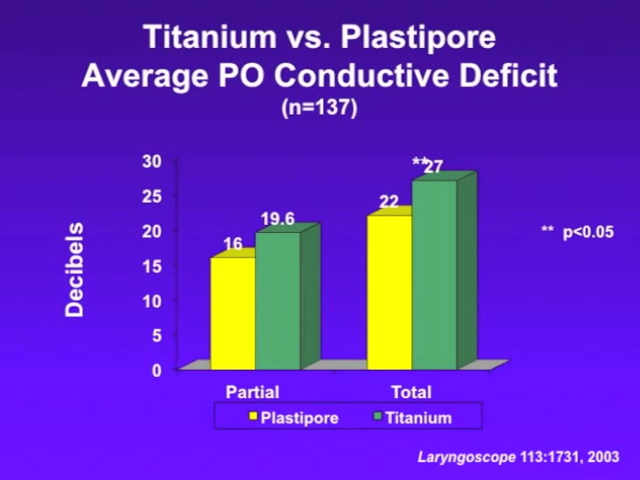 Titanium vs. Plastipore
Average PO Conductive Deficit
(n=137)
30
25
20
15
10
5
0
Decibels
16
19.6
22
**27
** p<0.05
Partial
Total
Plastipore
Titanium
Laryngoscope 113:1731, 2003